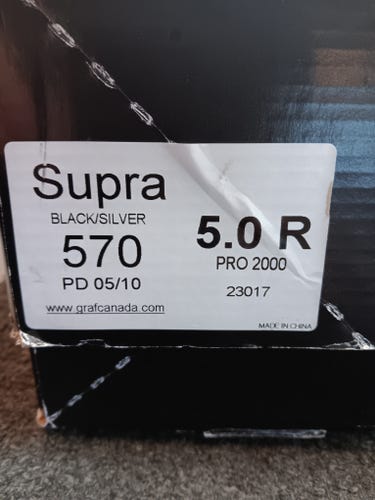 Supra
BLACK/SILVER
570
PD 05/10
www.grafcanada.com
5.0 R
PRO 2000
23017
MADE IN CHINA